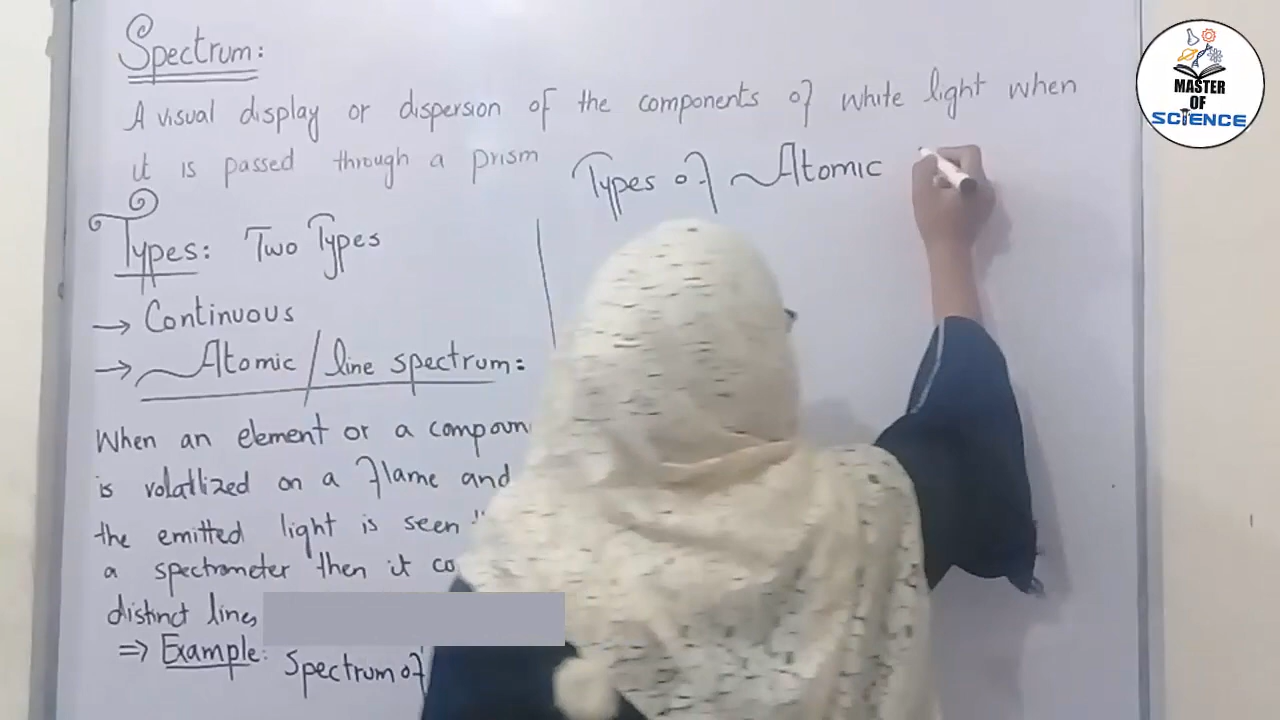 Spectrum:
A visual display or dispersion of the components of white light when
it is passed through a prism
Types: Two Types
→ Continuous
→ Atomic / line spectrum:
When an element or a compoun
is volatlized on a flame and
the emitted light is seen
a spectrometer then it co
distinct lines
⇒ Example:
Spectrum of
Types of Atomic
MASTER
OF
SCIENCE